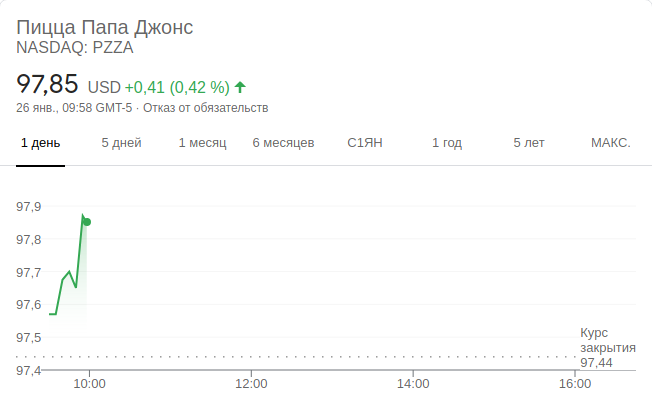 Пицца Папа Джонс
NASDAQ: PZZA
97,85 USD +0,41 (0,42 %)
26 янв., 09:58 GMT-5 · Отказ от обязательств
1 день 5 дней 1 месяц 6 месяцев С1ЯН 1 год 5 лет МАКС.
97,9
97,8
97,7
97,6
97,5
Курс
закрытия
97,44
97,4
10:00 12:00 14:00 16:00